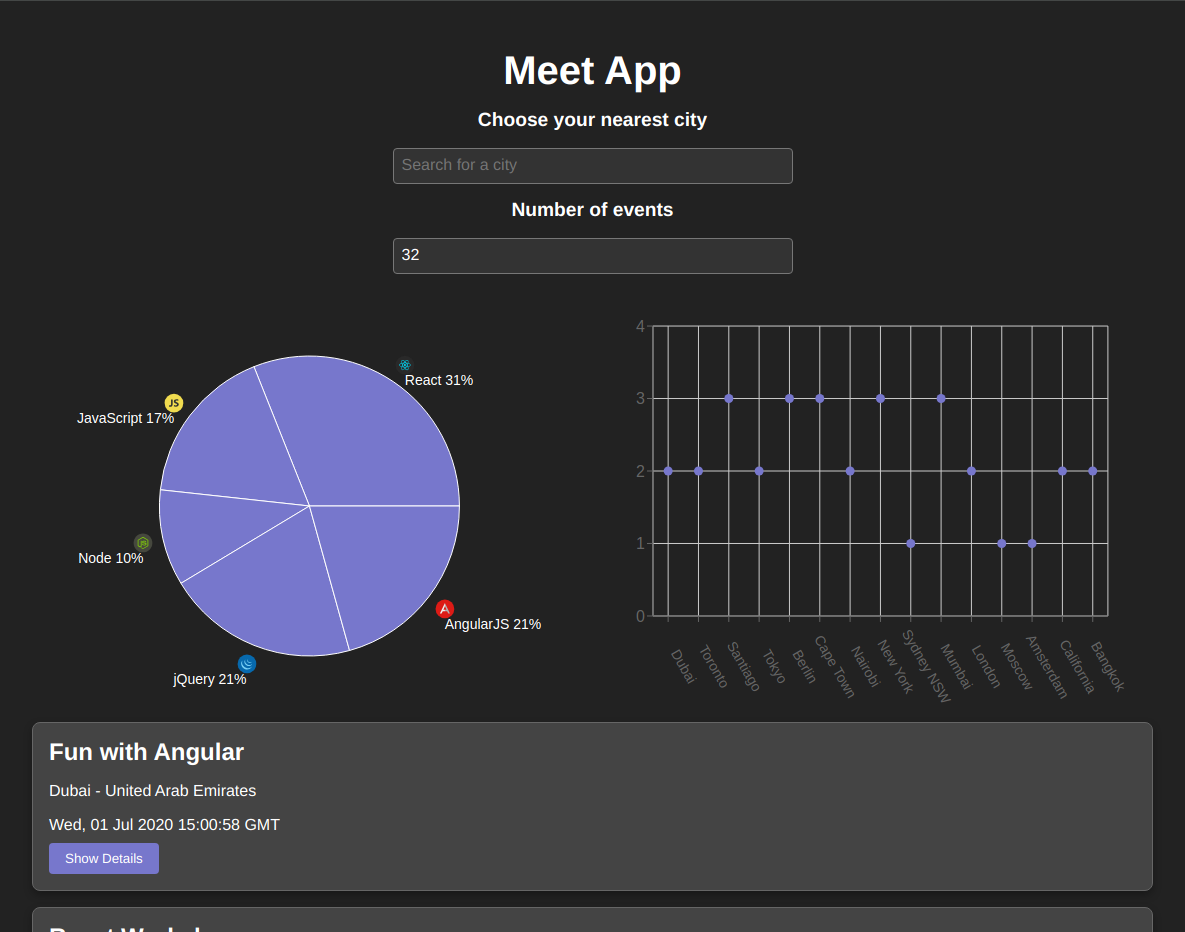 Meet App
Choose your nearest city
Search for a city
Number of events
32
React 31%
JavaScript 17%
JS
Node 10%
AngularJS 21%
jQuery 21%
4
3
2
1
0
Dubai
Toronto
Santiago
Tokyo
Berlin
Cape Town
Nairobi
New York
Sydney NSW
Mumbai
London
Moscow
Amsterdam
California
Bangkok
Fun with Angular
Dubai - United Arab Emirates
Wed, 01 Jul 2020 15:00:58 GMT
Show Details